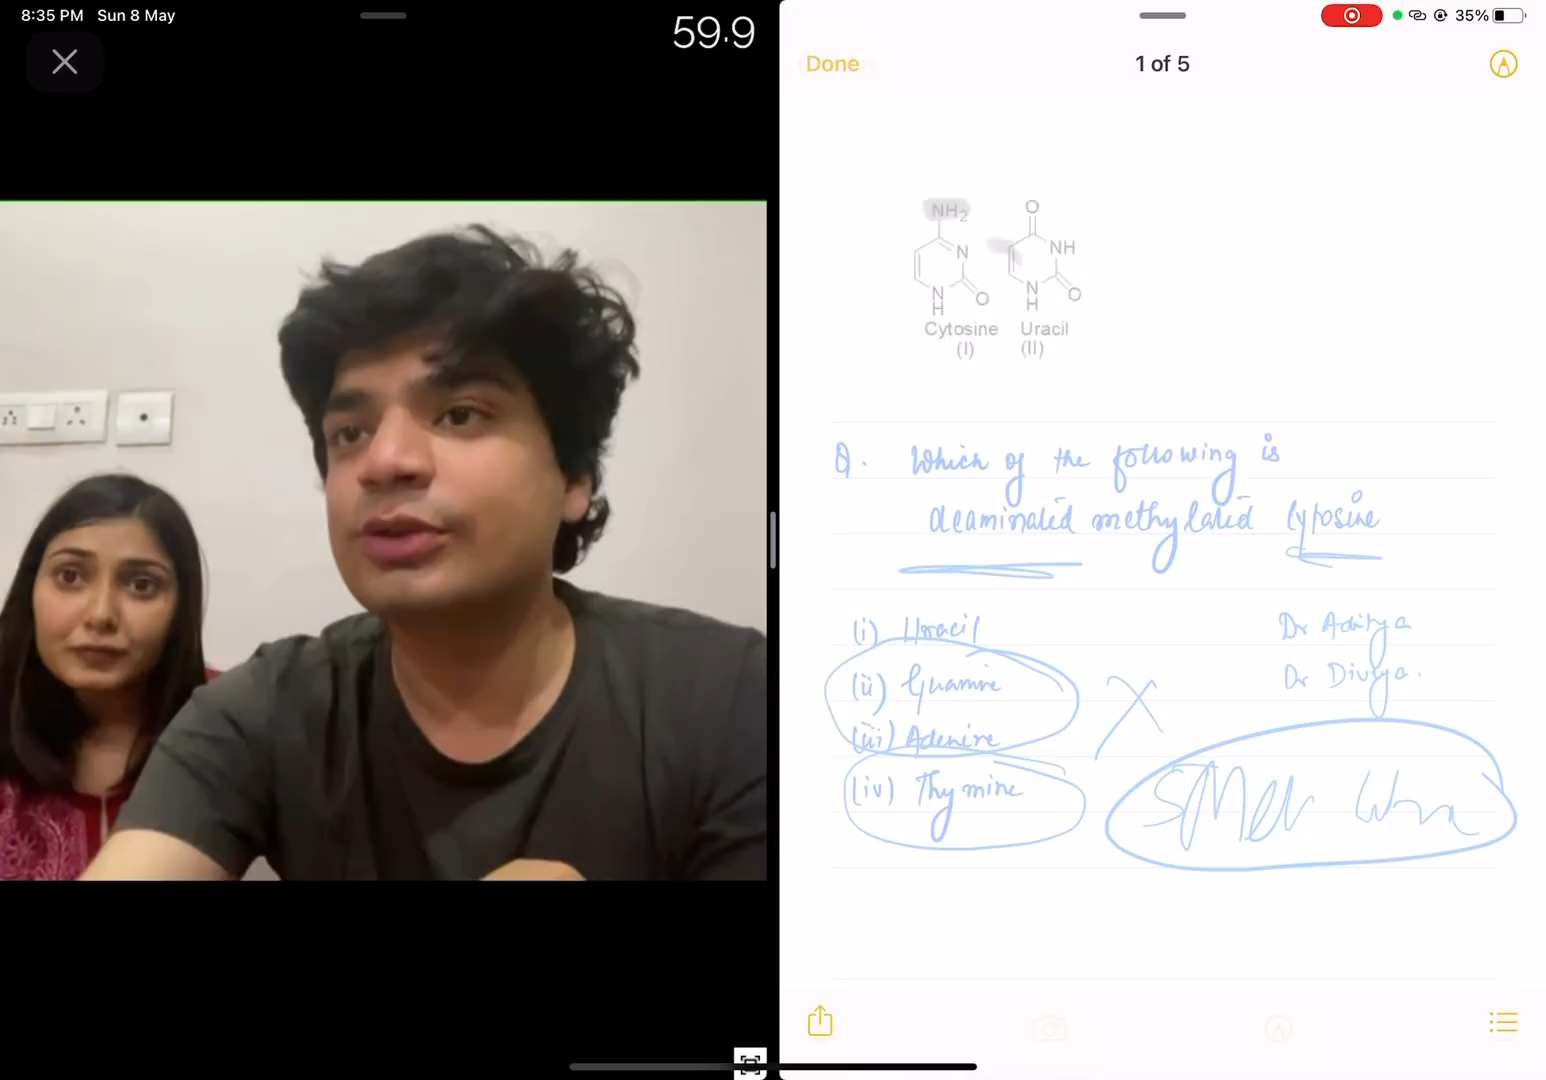 8:35 PM Sun 8 May
59.9
35%
Done
1 of 5
NH2
N
N
H
O
Cytosine
(I)
O
NH
N
H
O
Uracil
(II)
Q. Which of the following is
deaminated methylated Cytosine
(i) Uracil
(ii) Guanine
(iii) Adenine
(iv) Thymine
Dr Aditya
Dr Divya.